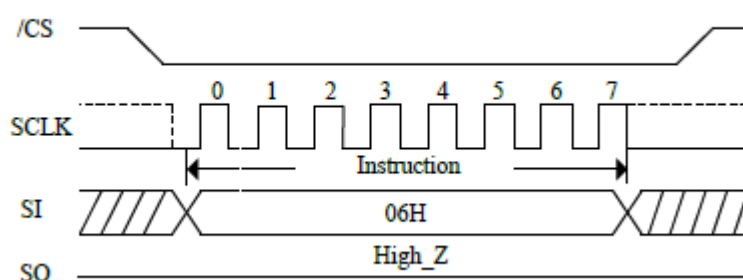 /CS
0 1 2 3 4 5 6 7
SCLK
Instruction
SI
06H
High_Z
SO